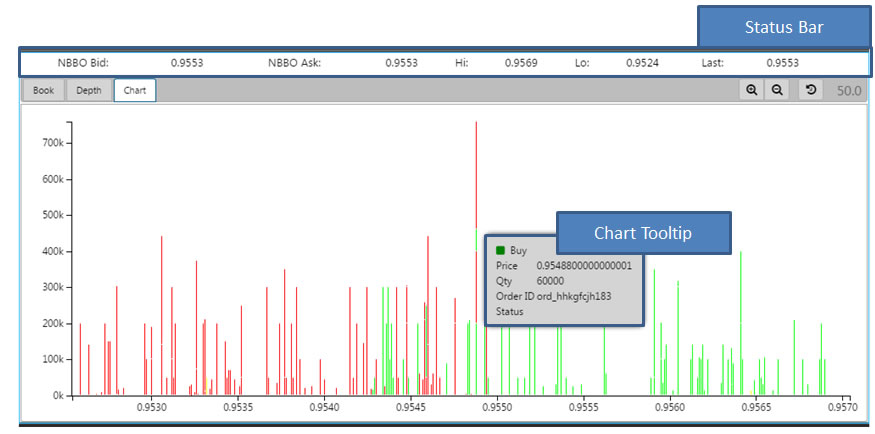 Status Bar
NBBO Bid: 0.9553 NBBO Ask: 0.9553 Hi: 0.9569 Lo: 0.9524 Last: 0.9553
Book Depth Chart 50.0
700k
600k
500k
Chart Tooltip
Buy
Price 0.9548800000000001
400k
Qty 60000
Order ID ord_hhkgfcjh183
300k
Status
200k
100k
0k
0.9530 0.9535 0.9540 0.9545 0.9550 0.9555 0.9560 0.9565 0.9570